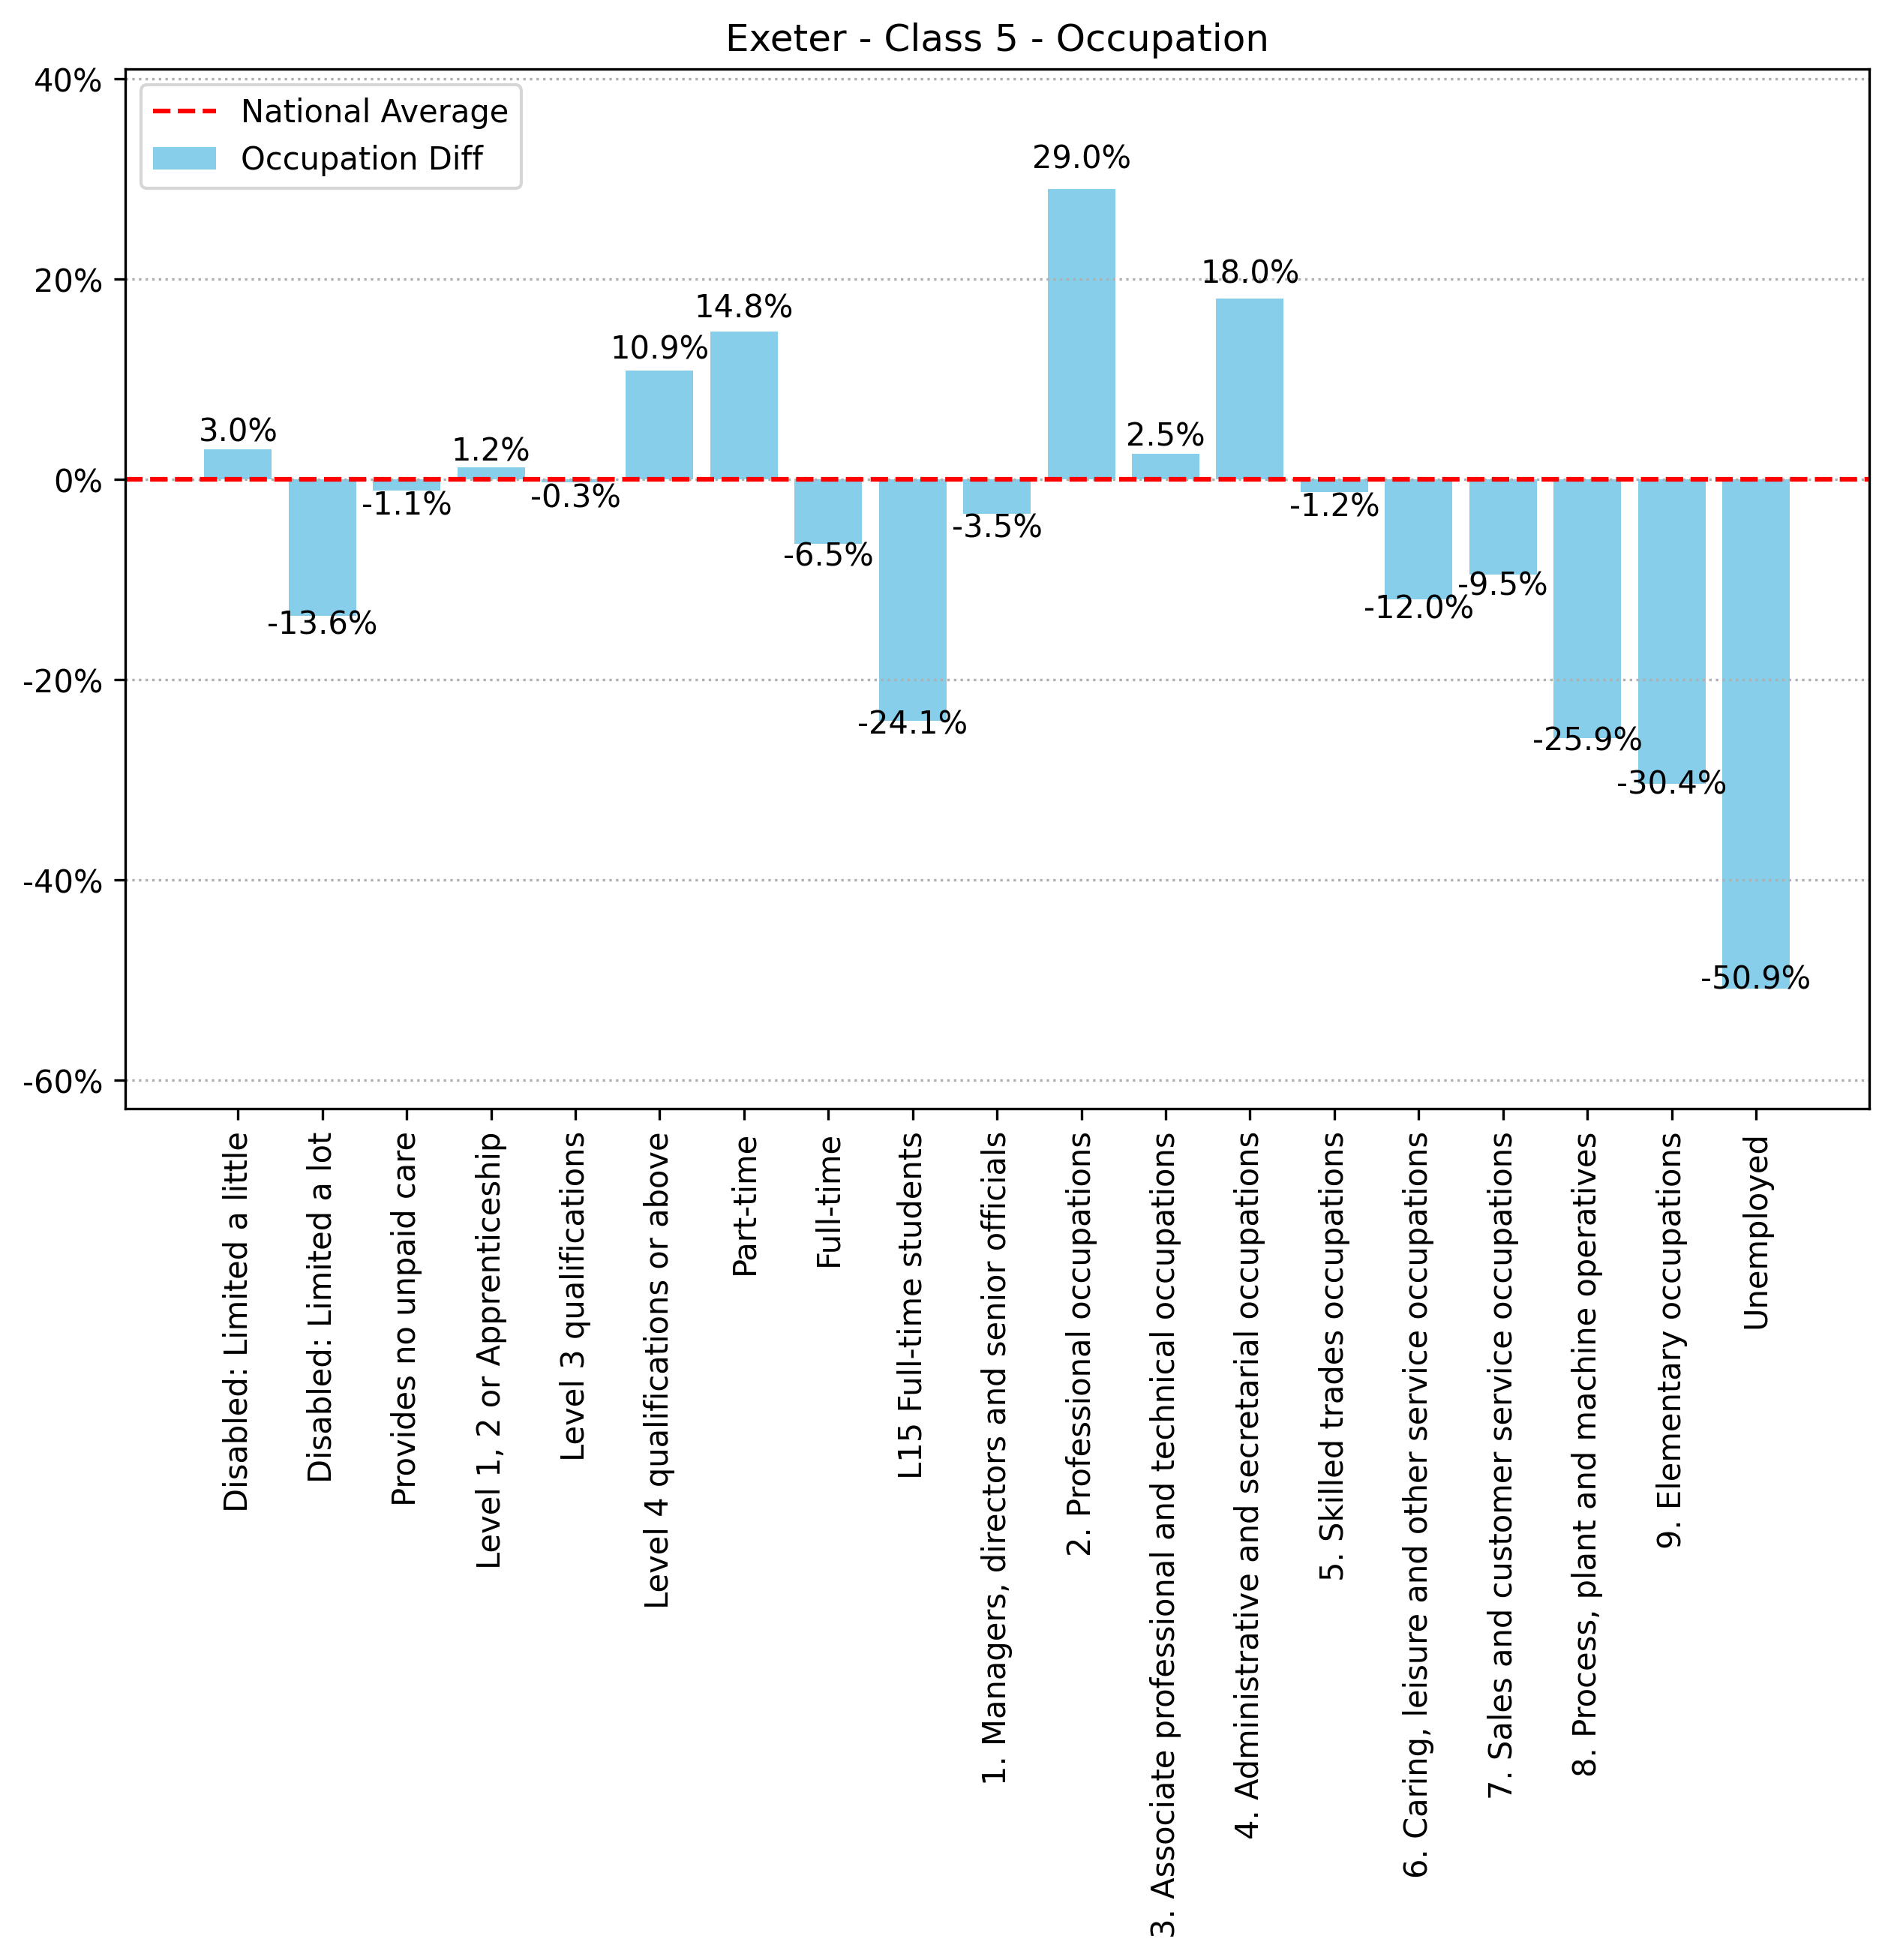 Exeter - Class 5 - Occupation
40%
20%
0%
-20%
-40%
-60%
National Average
Occupation Diff
3.0%
-13.6%
-1.1%
1.2%
-0.3%
10.9%
14.8%
-6.5%
-24.1%
-3.5%
29.0%
2.5%
18.0%
-1.2%
-12.0%
-9.5%
-25.9%
-30.4%
-50.9%
Disabled: Limited a little
Disabled: Limited a lot
Provides no unpaid care
Level 1, 2 or Apprenticeship
Level 3 qualifications
Level 4 qualifications or above
Part-time
Full-time
L15 Full-time students
1. Managers, directors and senior officials
2. Professional occupations
3. Associate professional and technical occupations
4. Administrative and secretarial occupations
5. Skilled trades occupations
6. Caring, leisure and other service occupations
7. Sales and customer service occupations
8. Process, plant and machine operatives
9. Elementary occupations
Unemployed